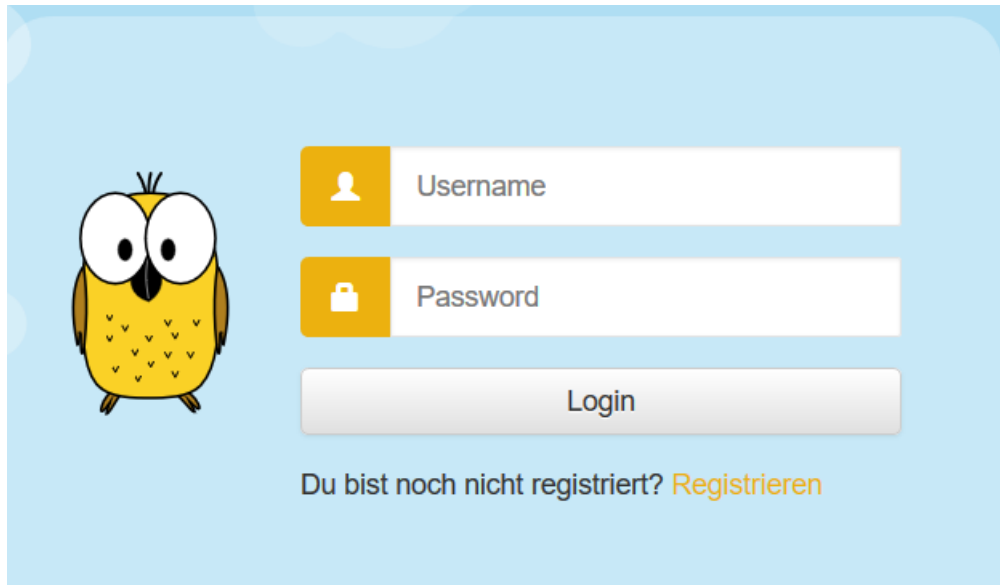 Username
Password
Login
Du bist noch nicht registriert? Registrieren